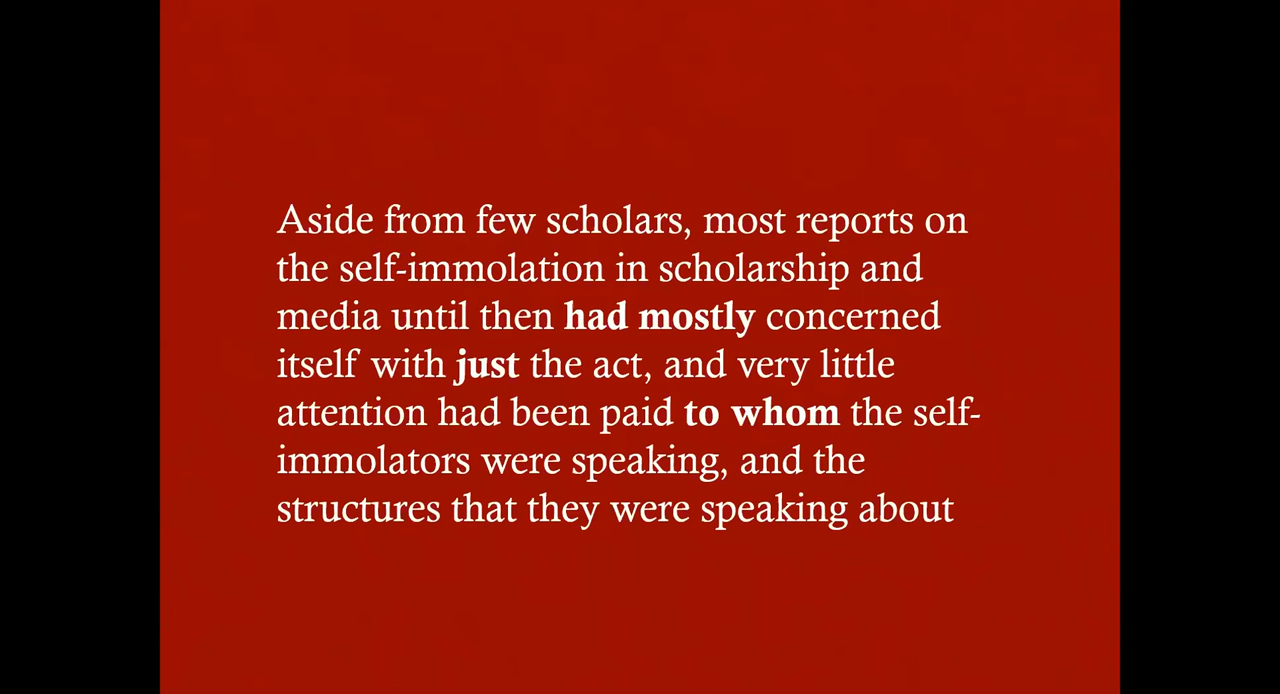 Aside from few scholars, most reports on
the self-immolation in scholarship and
media until then had mostly concerned
itself with just the act, and very little
attention had been paid to whom the self-
immolators were speaking, and the
structures that they were speaking about